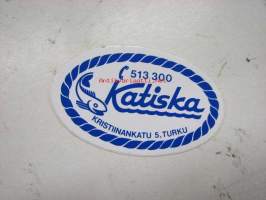 513 300
Katiska
KRISTIINANKATU 5. TURKU